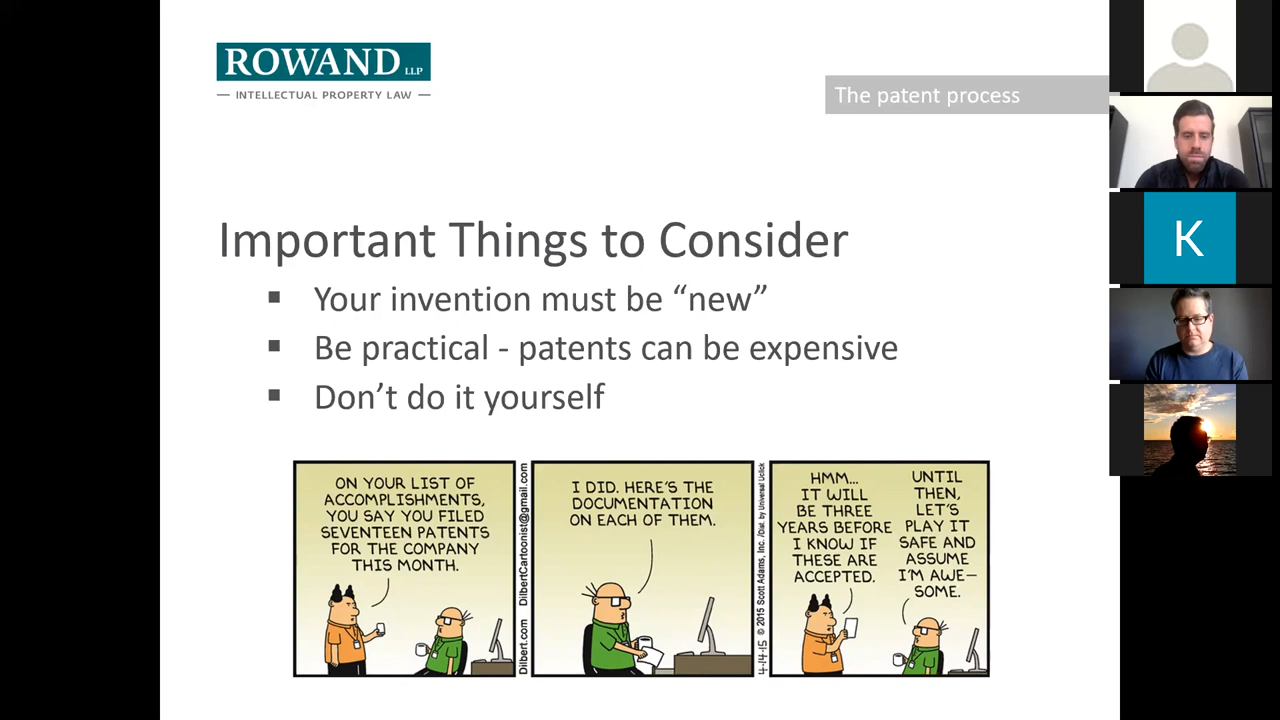 ROWAND LLP
— INTELLECTUAL PROPERTY LAW —
The patent process
Important Things to Consider
▪ Your invention must be “new”
▪ Be practical - patents can be expensive
▪ Don’t do it yourself
ON YOUR LIST OF
ACCOMPLISHMENTS,
YOU SAY YOU FILED
SEVENTEEN PATENTS
FOR THE COMPANY
THIS MONTH.
Dilbert.com DilbertCartoonist@gmail.com
I DID. HERE'S THE
DOCUMENTATION
ON EACH OF THEM.
4-14-15 © 2015 Scott Adams, Inc. /Dist. by Universal Uclick
HMM...
IT WILL
BE THREE
YEARS BEFORE
I KNOW IF
THESE ARE
ACCEPTED.
UNTIL
THEN,
LET'S
PLAY IT
SAFE AND
ASSUME
I'M AWE-
SOME.
K